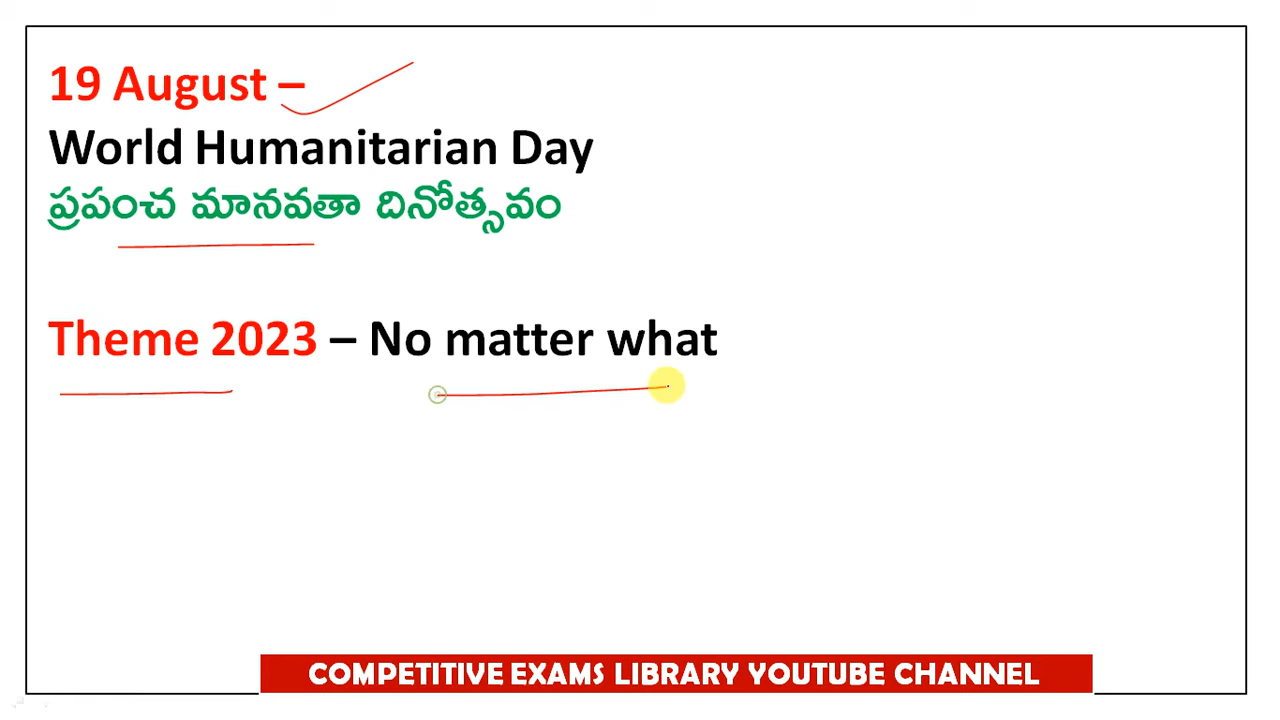 19 August –
World Humanitarian Day
ప్రపంచ మానవతా దినోత్సవం
Theme 2023 – No matter what
COMPETITIVE EXAMS LIBRARY YOUTUBE CHANNEL